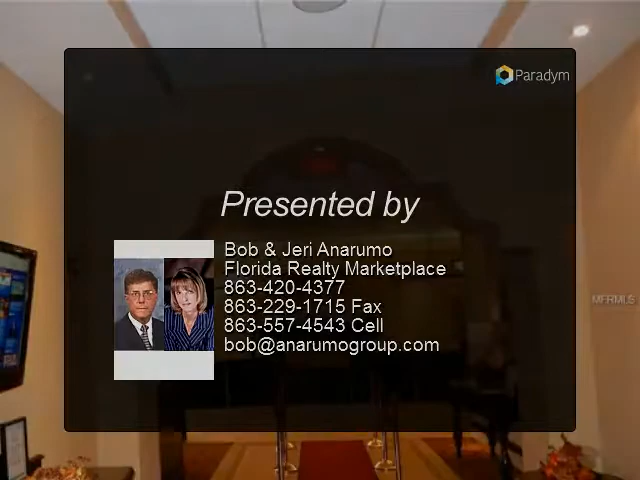 Paradym
Presented by
Bob & Jeri Anarumo
Florida Realty Marketplace
863-420-4377
863-229-1715 Fax
863-557-4543 Cell
bob@anarumogroup.com
MFRMLS